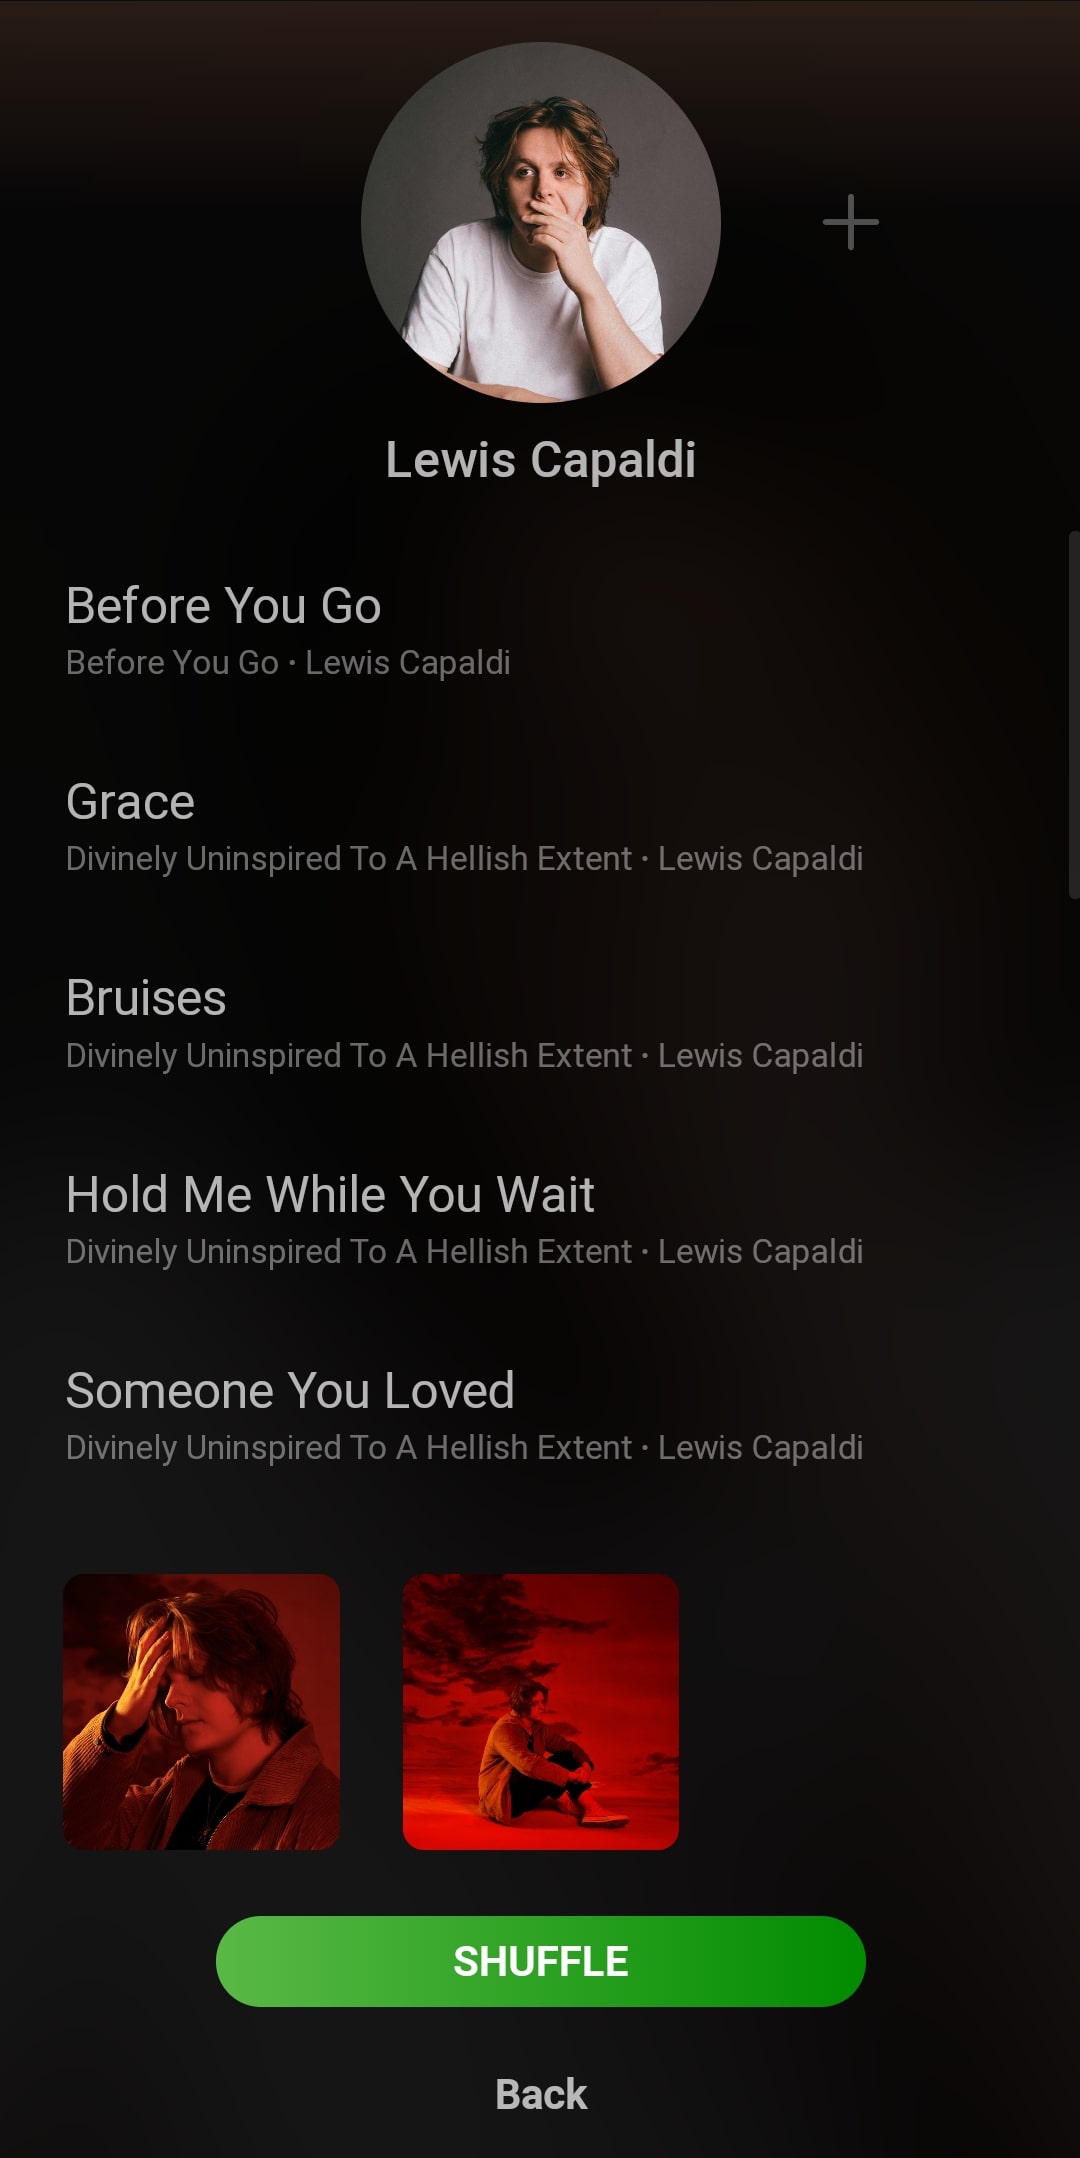 Lewis Capaldi
Before You Go
Before You Go • Lewis Capaldi
Grace
Divinely Uninspired To A Hellish Extent • Lewis Capaldi
Bruises
Divinely Uninspired To A Hellish Extent • Lewis Capaldi
Hold Me While You Wait
Divinely Uninspired To A Hellish Extent • Lewis Capaldi
Someone You Loved
Divinely Uninspired To A Hellish Extent • Lewis Capaldi
SHUFFLE
Back